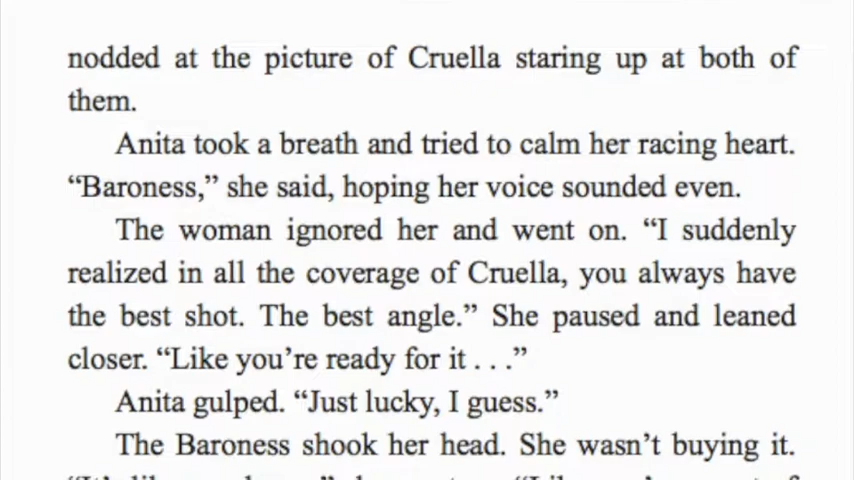 nodded at the picture of Cruella staring up at both of
them.
Anita took a breath and tried to calm her racing heart.
“Baroness,” she said, hoping her voice sounded even.
The woman ignored her and went on. “I suddenly
realized in all the coverage of Cruella, you always have
the best shot. The best angle.” She paused and leaned
closer. “Like you’re ready for it . . .”
Anita gulped. “Just lucky, I guess.”
The Baroness shook her head. She wasn’t buying it.